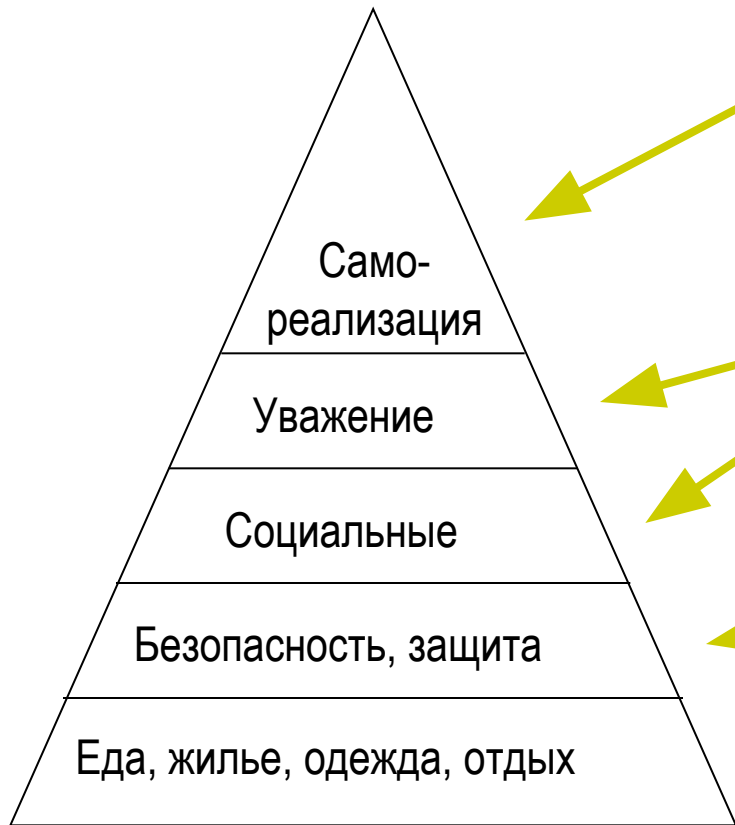 Само-
реализация
Уважение
Социальные
Безопасность, защита
Еда, жилье, одежда, отдых